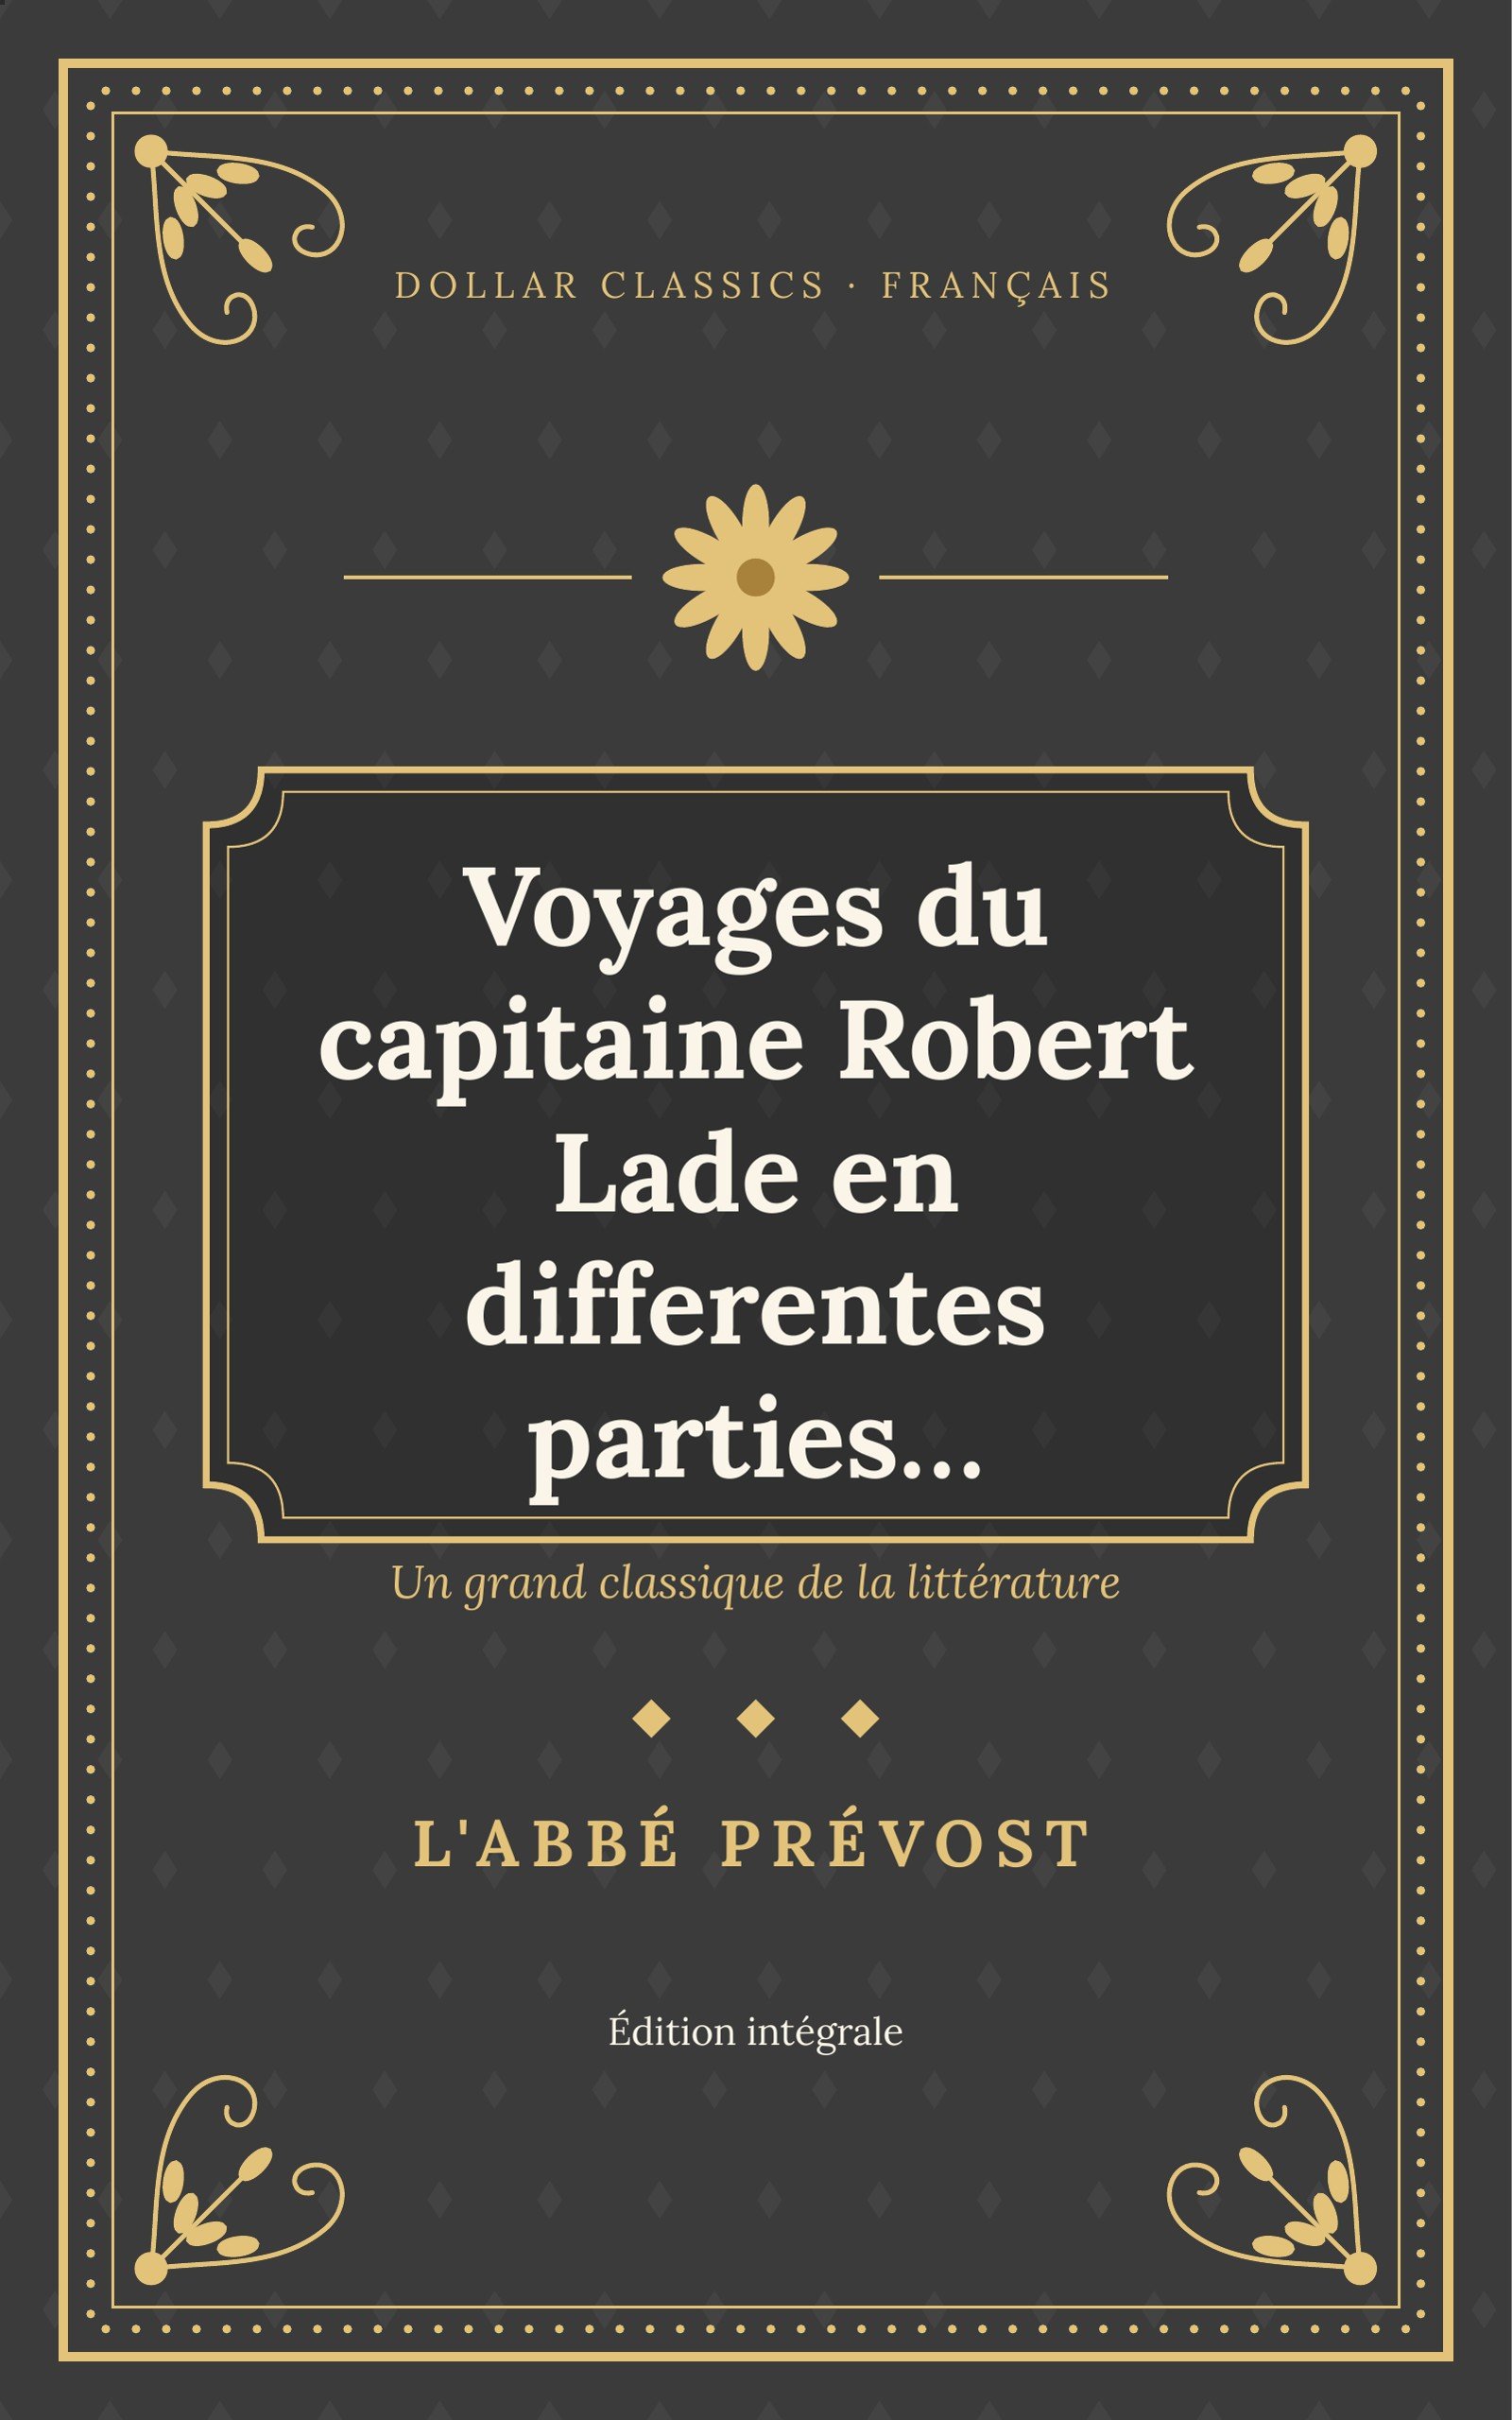 DOLLAR CLASSICS · FRANÇAIS
Voyages du
capitaine Robert
Lade en
differentes
parties...
Un grand classique de la littérature
L'ABBÉ PRÉVOST
Édition intégrale